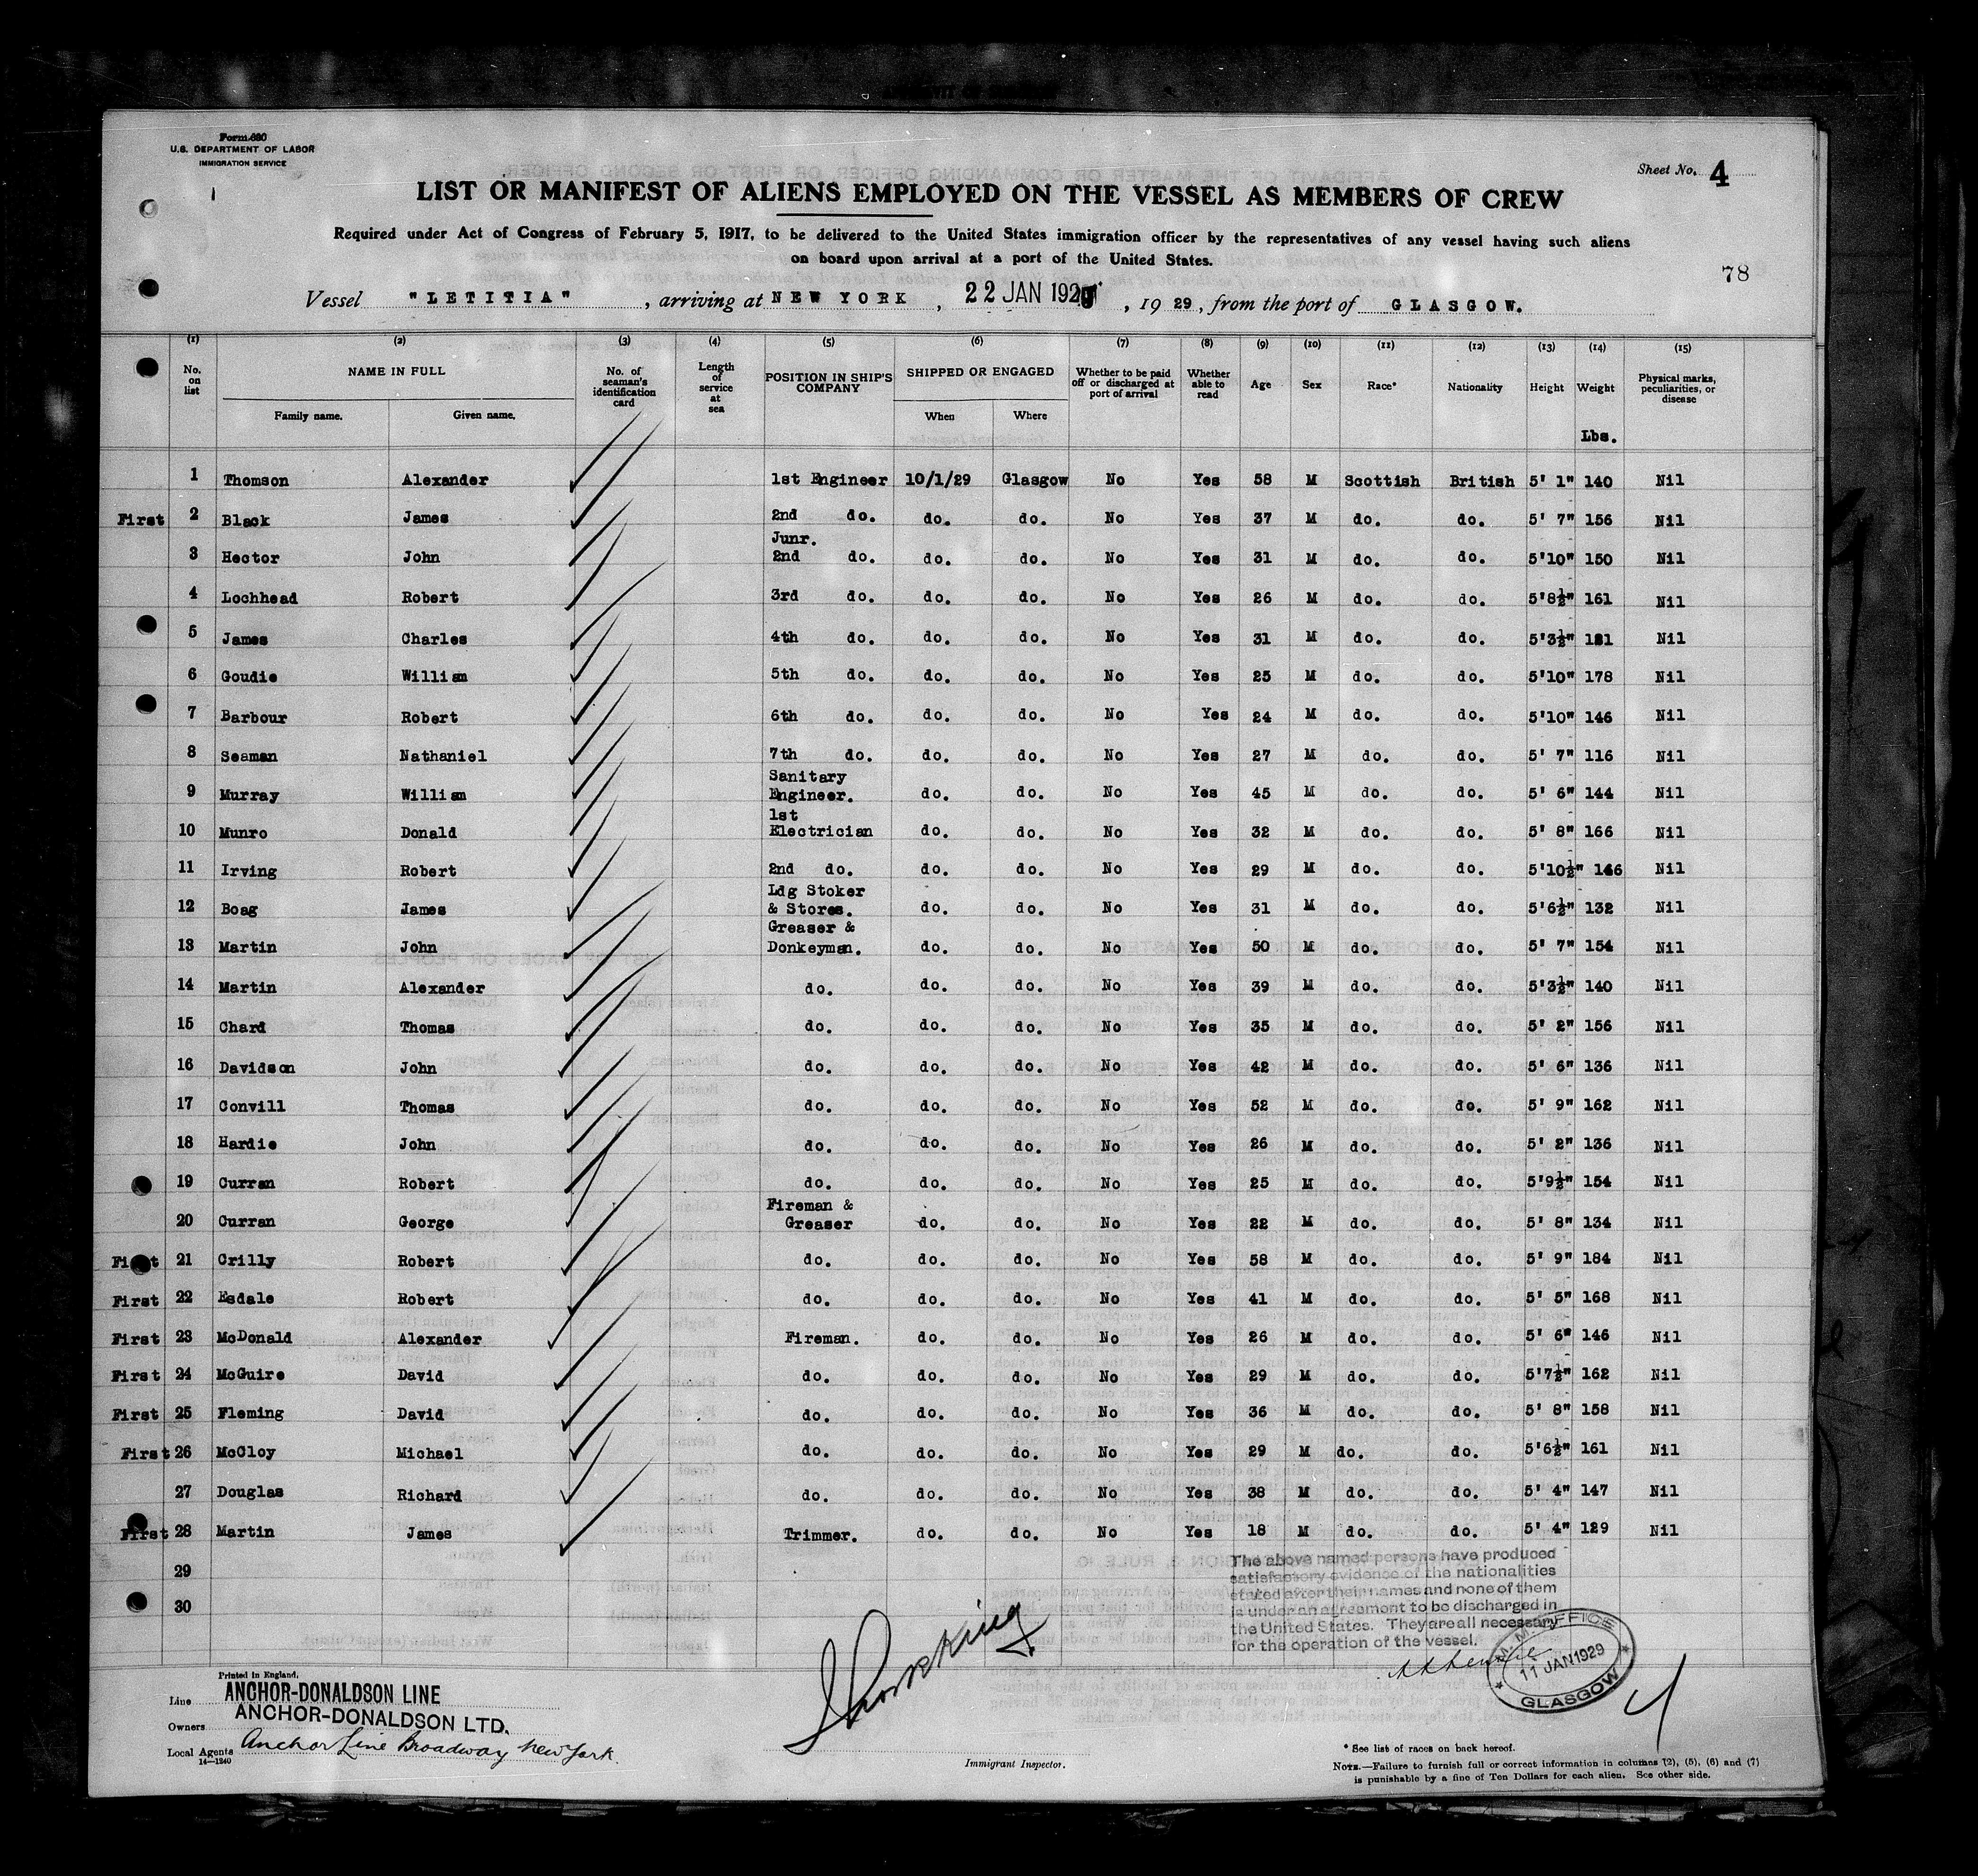 Form 680
U.S. DEPARTMENT OF LABOR
IMMIGRATION SERVICE
Sheet No. 4
LIST OR MANIFEST OF ALIENS EMPLOYED ON THE VESSEL AS MEMBERS OF CREW
Required under Act of Congress of February 5, 1917, to be delivered to the United States immigration officer by the representatives of any vessel having such aliens
on board upon arrival at a port of the United States.
78
Vessel "LETITIA", arriving at NEW YORK, 22 JAN 1929, 1929, from the port of GLASGOW.
(1) (2) (3) (4) (5) (6) (7) (8) (9) (10) (11) (12) (13) (14) (15)
No. on list NAME IN FULL Family name. Given name. No. of seaman's identification card Length of service at sea POSITION IN SHIP'S COMPANY SHIPPED OR ENGAGED When Where Whether to be paid off or discharged at port of arrival Whether able to read Age Sex Race* Nationality Height Weight Physical marks, peculiarities, or disease
Lbs.
1 Thomson Alexander 1st Engineer 10/1/29 Glasgow No Yes 58 M Scottish British 5' 1" 140 Nil
First 2 Black James 2nd do. do. do. No Yes 37 M do. do. 5' 7" 156 Nil
3 Hector John Junr. 2nd do. do. do. No Yes 31 M do. do. 5'10" 150 Nil
4 Lochhead Robert 3rd do. do. do. No Yes 26 M do. do. 5'8½" 161 Nil
5 James Charles 4th do. do. do. No Yes 31 M do. do. 5'3½" Nil
6 Goudie William 5th do. do. do. No Yes 25 M do. do. 5'10" 178 Nil
7 Barbour Robert 6th do. do. do. No Yes 24 M do. do. 5'10" 146 Nil
8 Seaman Nathaniel 7th do. do. do. No Yes 27 M do. do. 5' 7" 116 Nil
9 Murray William Sanitary Engineer. do. do. No Yes 45 M do. do. 5' 6" 144 Nil
10 Munro Donald 1st Electrician do. do. No Yes 32 M do. do. 5' 8" 166 Nil
11 Irving Robert 2nd do. do. do. No Yes 29 M do. do. 5'10½" 146 Nil
12 Boag James Ldg Stoker & Stores. do. do. No Yes 31 M do. do. 5'6½" 132 Nil
13 Martin John Greaser & Donkeyman. do. do. No Yes 50 M do. do. 5' 7" 154 Nil
14 Martin Alexander do. do. do. No Yes 39 M do. do. 5'3½" 140 Nil
15 Chard Thomas do. do. do. No Yes 35 M do. do. 5' 2" 156 Nil
16 Davidson John do. do. do. No Yes 42 M do. do. 5' 6" 136 Nil
17 Convill Thomas do. do. do. No Yes 52 M do. do. 5' 9" 162 Nil
18 Hardie John do. do. do. No Yes 26 M do. do. 5' 2" 136 Nil
19 Curran Robert do. do. do. No Yes 25 M do. do. 5'9½" 154 Nil
20 Curran George Fireman & Greaser do. do. No Yes 22 M do. do. 5' 8" 134 Nil
First 21 Crilly Robert do. do. do. No Yes 58 M do. do. 5' 9" 184 Nil
First 22 Esdale Robert do. do. do. No Yes 41 M do. do. 5' 5" 168 Nil
First 23 McDonald Alexander Fireman. do. do. No Yes 26 M do. do. 5' 6" 146 Nil
First 24 McGuire David do. do. do. No Yes 29 M do. do. 5'7½" 162 Nil
First 25 Fleming David do. do. do. No Yes 36 M do. do. 5' 8" 158 Nil
First 26 McCloy Michael do. do. do. No Yes 29 M do. do. 5'6½" 161 Nil
27 Douglas Richard do. do. do. No Yes 38 M do. do. 5' 4" 147 Nil
First 28 Martin James Trimmer. do. do. No Yes 18 M do. do. 5' 4" 129 Nil
29
30
The above named persons have produced
satisfactory evidence of the nationalities
stated after their names and none of them
is under an agreement to be discharged in
the United States. They are all necessary
for the operation of the vessel.
M.M. OFFICE
11 JAN 1929
GLASGOW
Printed in England.
Line ANCHOR-DONALDSON LINE
Owners ANCHOR-DONALDSON LTD.
Local Agents Anchor Line Broadway New York.
14—1240
Immigrant Inspector.
* See list of races on back hereof.
NOTE.—Failure to furnish full or correct information in columns (2), (5), (6) and (7)
is punishable by a fine of Ten Dollars for each alien. See other side.